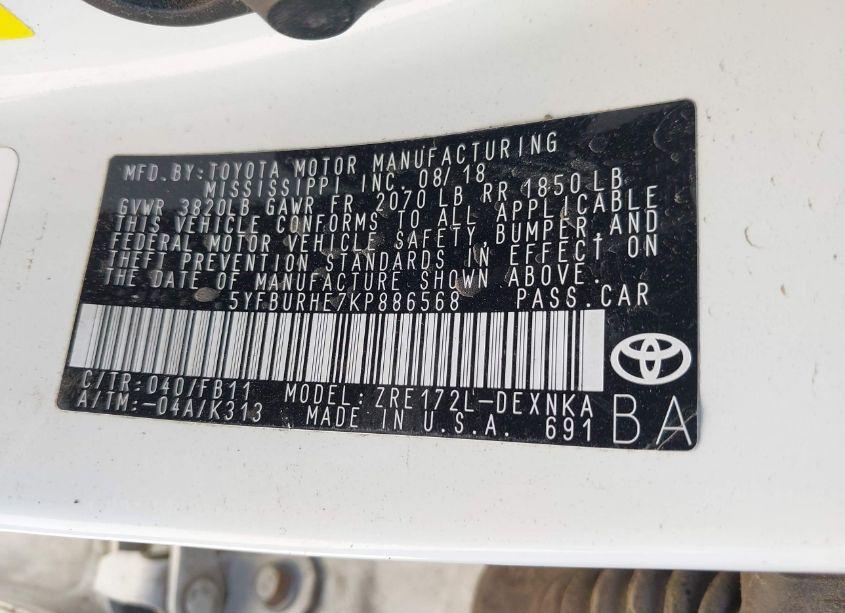 MFD.BY:TOYOTA MOTOR MANUFACTURING
MISSISSIPPI INC. 08/18
GVWR 3820LB GAWR FR 2070 LB RR 1850LB
THIS VEHICLE CONFORMS TO ALL APPLICABLE
FEDERAL MOTOR VEHICLE SAFETY,BUMPER,AND
THEFT PREVENTION STANDARDS IN EFFECT ON
THE DATE OF MANUFACTURE SHOWN ABOVE.
5YFBURHE7KP886568 PASS.CAR
C/TR: 040/FB11 MODEL: ZRE172L-DEXNKA
A/TM:-04A/K313 MADE IN U.S.A. 691
BA